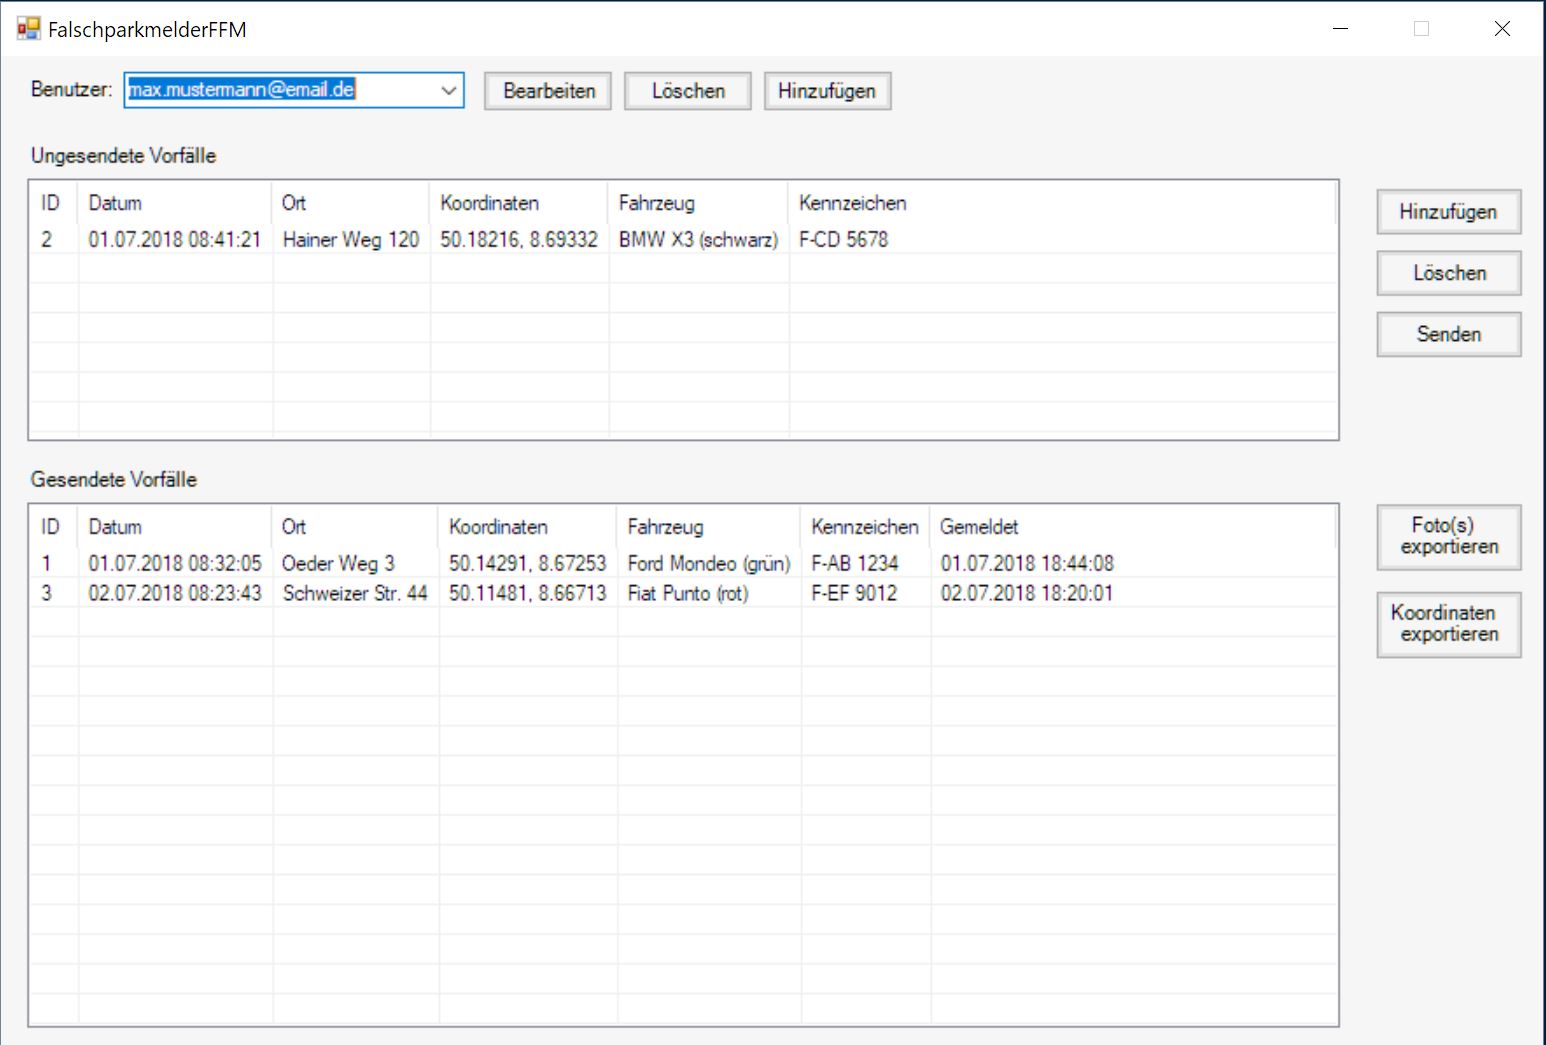 FalschparkmelderFFM
Benutzer: max.mustermann@email.de Bearbeiten Löschen Hinzufügen
Ungesendete Vorfälle
ID Datum Ort Koordinaten Fahrzeug Kennzeichen
2 01.07.2018 08:41:21 Hainer Weg 120 50.18216, 8.69332 BMW X3 (schwarz) F-CD 5678
Hinzufügen
Löschen
Senden
Gesendete Vorfälle
ID Datum Ort Koordinaten Fahrzeug Kennzeichen Gemeldet
1 01.07.2018 08:32:05 Oeder Weg 3 50.14291, 8.67253 Ford Mondeo (grün) F-AB 1234 01.07.2018 18:44:08
3 02.07.2018 08:23:43 Schweizer Str. 44 50.11481, 8.66713 Fiat Punto (rot) F-EF 9012 02.07.2018 18:20:01
Foto(s)
exportieren
Koordinaten
exportieren